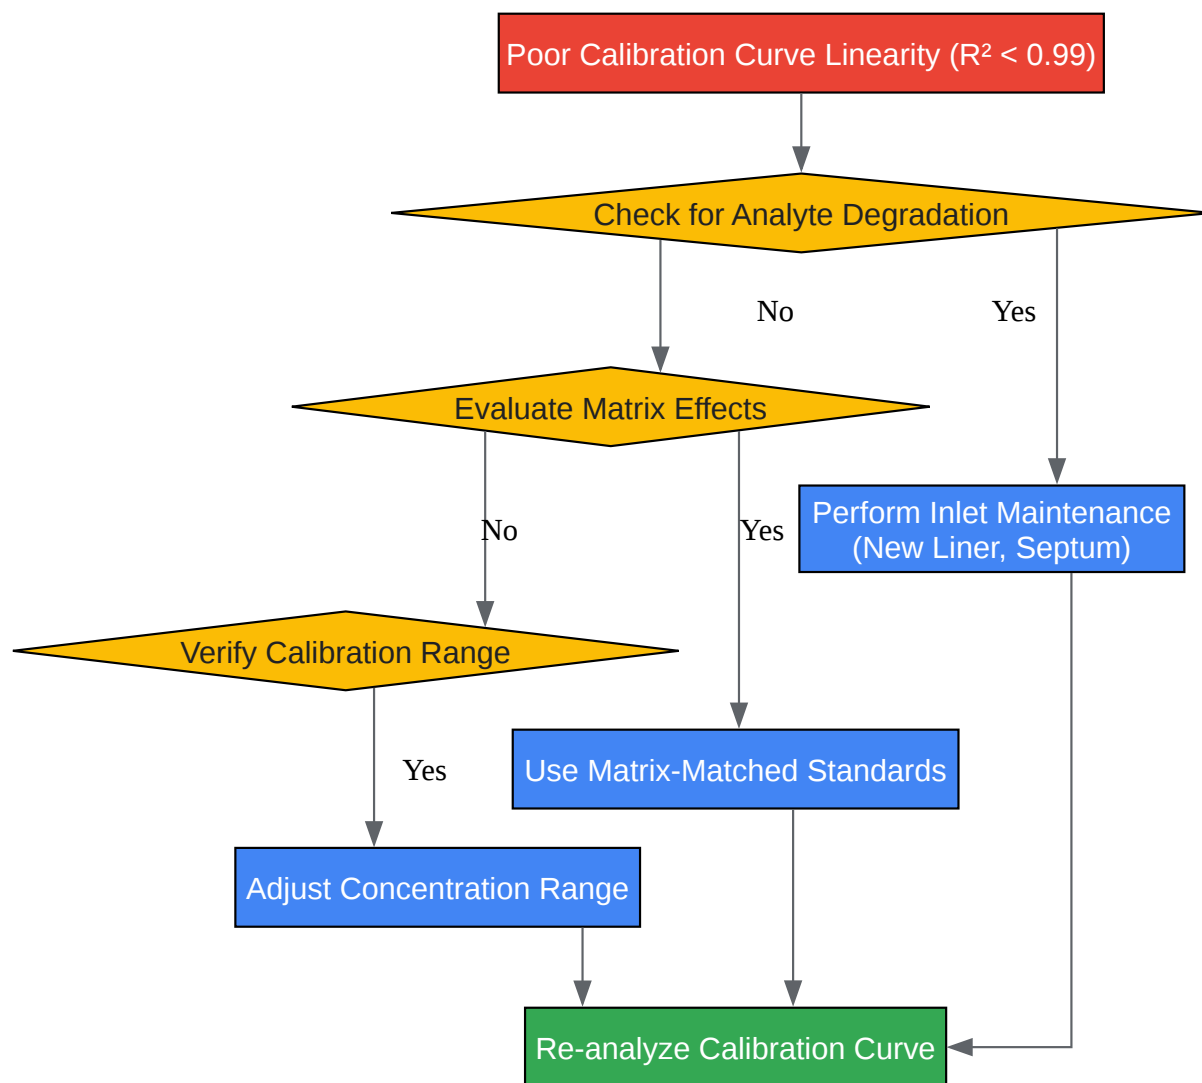 Poor Calibration Curve Linearity (R² < 0.99)
Check for Analyte Degradation
No
Yes
Evaluate Matrix Effects
Perform Inlet Maintenance
(New Liner, Septum)
No
Yes
Verify Calibration Range
Yes
Use Matrix-Matched Standards
Adjust Concentration Range
Re-analyze Calibration Curve